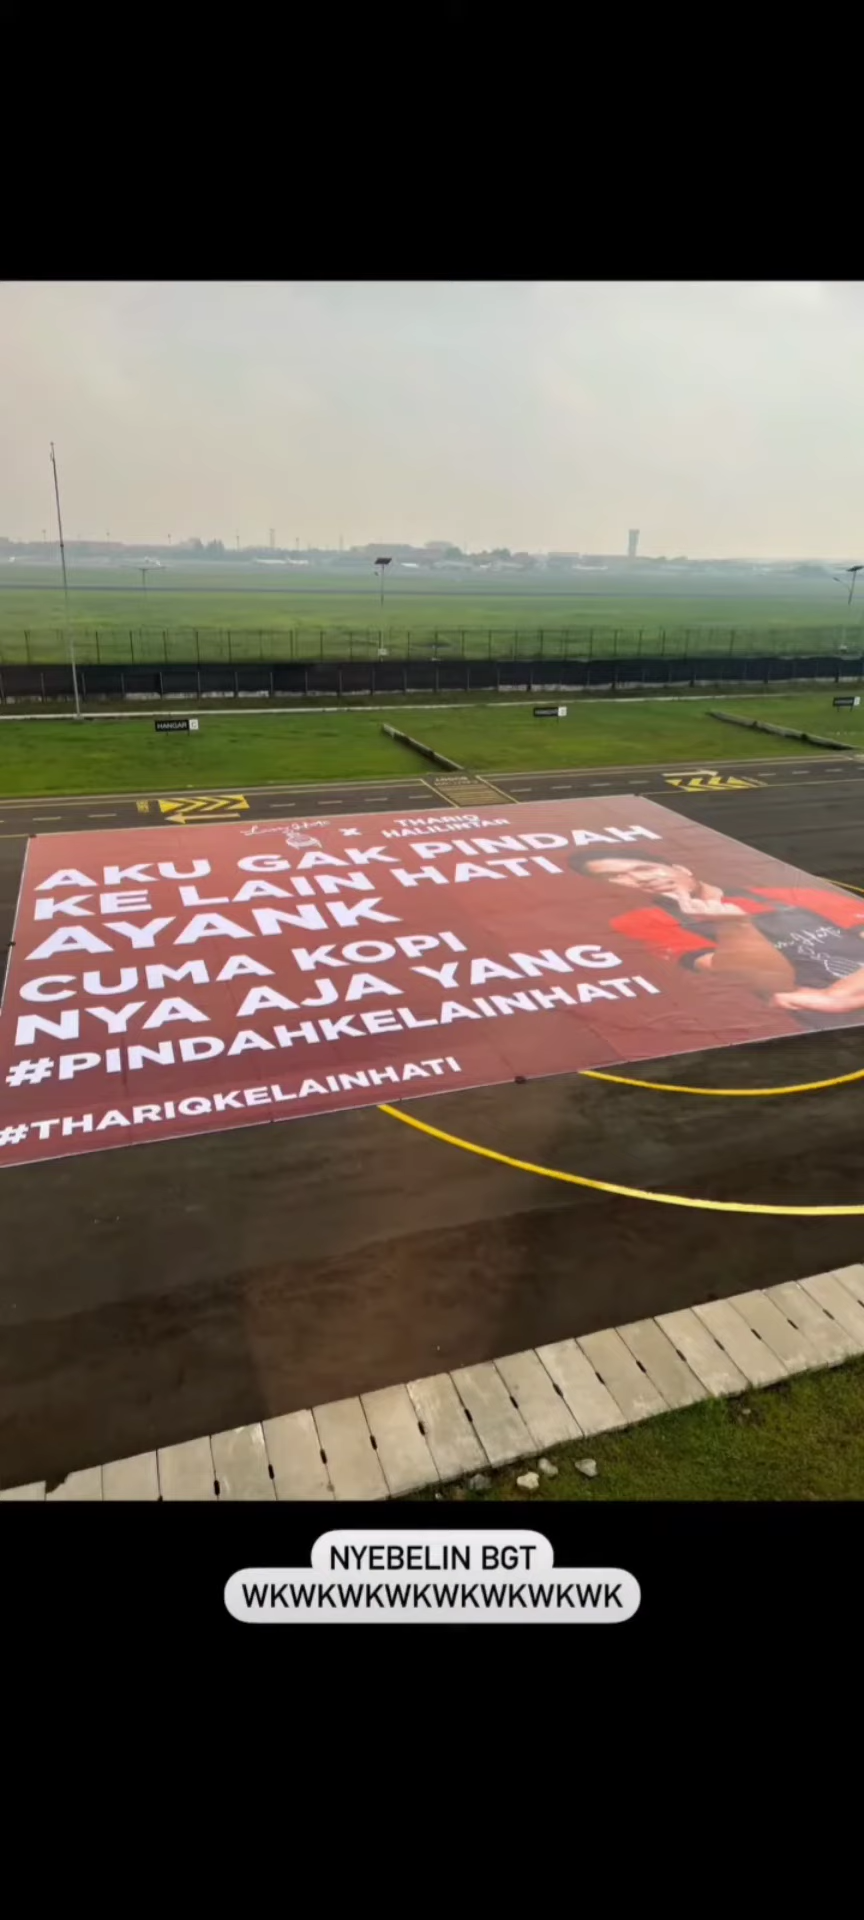 HANGAR C
X THARIQ
HALILINTAR
AKU GAK PINDAH
KE LAIN HATI
AYANK
CUMA KOPI
NYA AJA YANG
#PINDAHKELAINHATI
#THARIQKELAINHATI
NYEBELIN BGT
WKWKWKWKWKWKWKWK